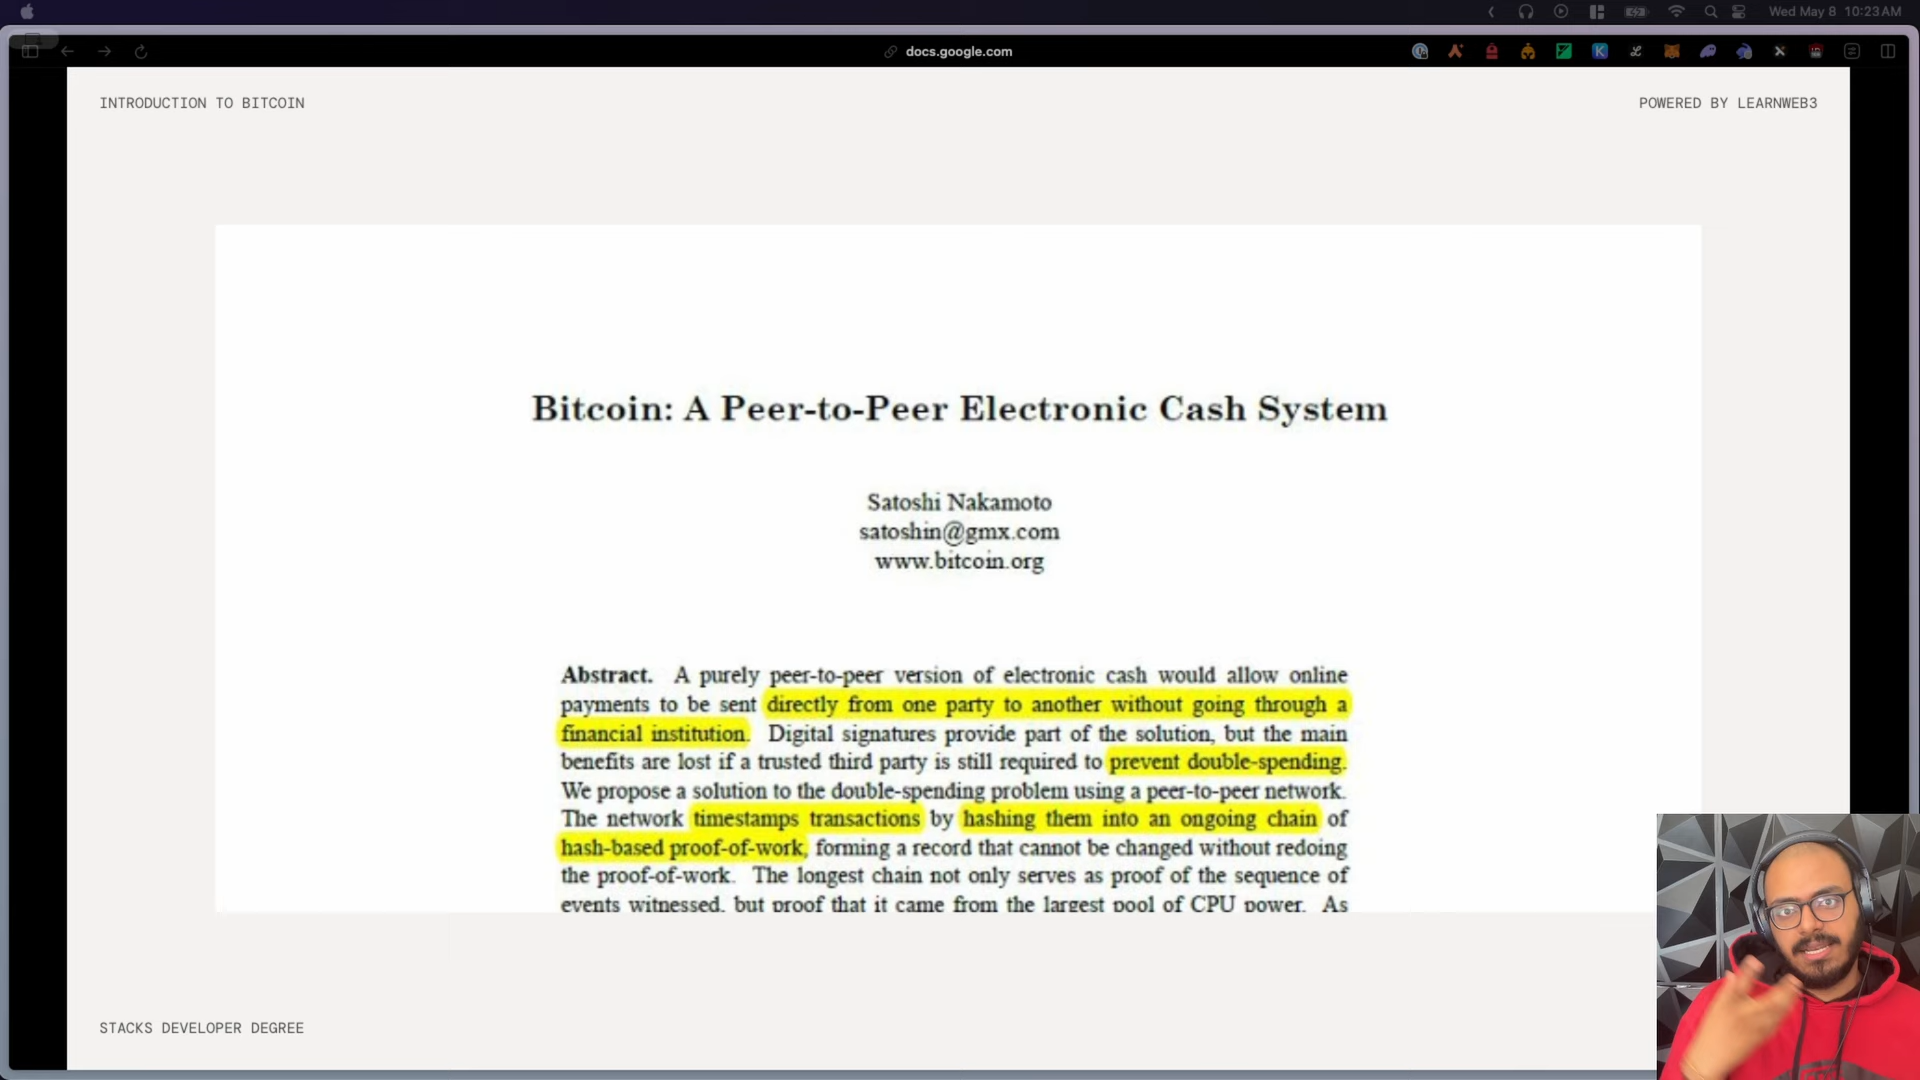 Wed May 8 10:23 AM
docs.google.com
INTRODUCTION TO BITCOIN
POWERED BY LEARNWEB3
Bitcoin: A Peer-to-Peer Electronic Cash System
Satoshi Nakamoto
satoshin@gmx.com
www.bitcoin.org
Abstract. A purely peer-to-peer version of electronic cash would allow online
payments to be sent directly from one party to another without going through a
financial institution. Digital signatures provide part of the solution, but the main
benefits are lost if a trusted third party is still required to prevent double-spending.
We propose a solution to the double-spending problem using a peer-to-peer network.
The network timestamps transactions by hashing them into an ongoing chain of
hash-based proof-of-work, forming a record that cannot be changed without redoing
the proof-of-work. The longest chain not only serves as proof of the sequence of
events witnessed, but proof that it came from the largest pool of CPU power. As
STACKS DEVELOPER DEGREE